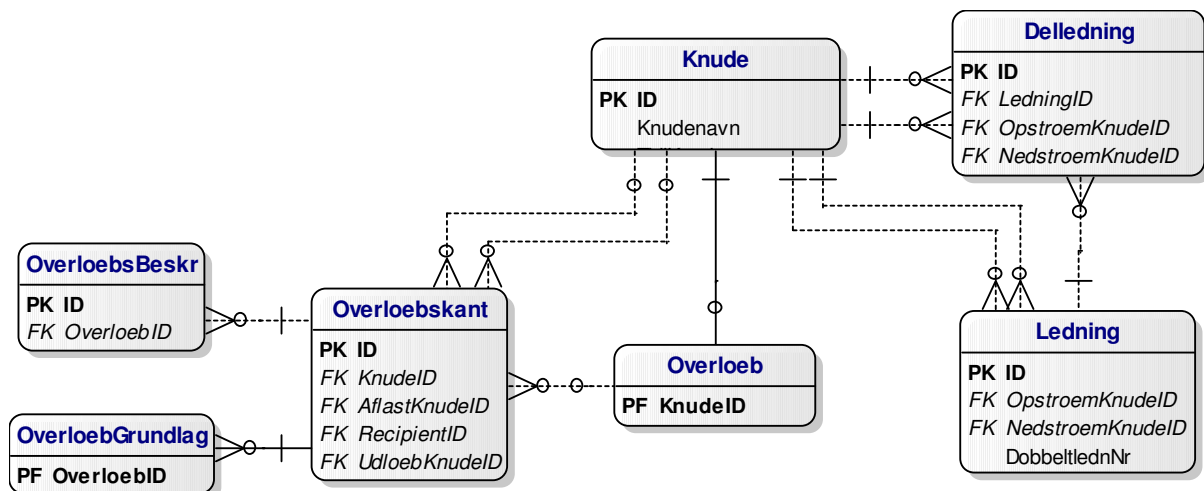 Knude
PK ID
Knudenavn
Delledning
PK ID
FK LedningID
FK OpstroemKnudeID
FK NedstroemKnudeID
OverloebsBeskr
PK ID
FK OverloebID
Overloebskant
PK ID
FK KnudeID
FK AflastKnudeID
FK RecipientID
FK UdloebKnudeID
Overloeb
PF KnudeID
Ledning
PK ID
FK OpstroemKnudeID
FK NedstroemKnudeID
DobbeltlednNr
OverloebGrundlag
PF OverloebID